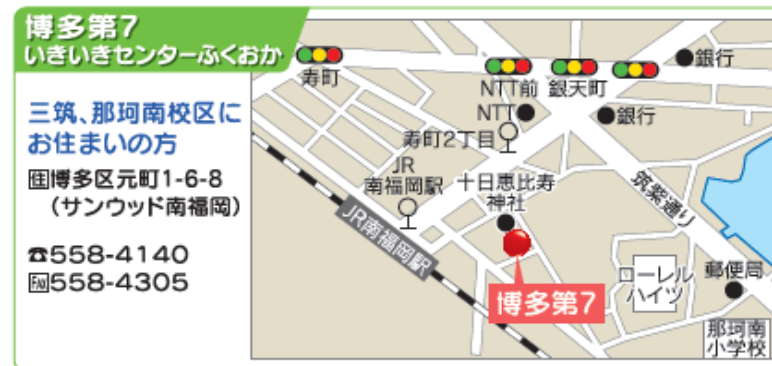 博多第7
いきいきセンターふくおか
三筑、那珂南校区に
お住まいの方
住博多区元町1-6-8
（サンウッド南福岡）
☎558-4140
FAX558-4305
寿町
NTT前
銀天町
銀行
NTT
銀行
寿町2丁目
JR
南福岡駅
十日恵比寿
神社
筑紫通り
JR南福岡駅
博多第7
ローレル
ハイツ
郵便局
那珂南
小学校